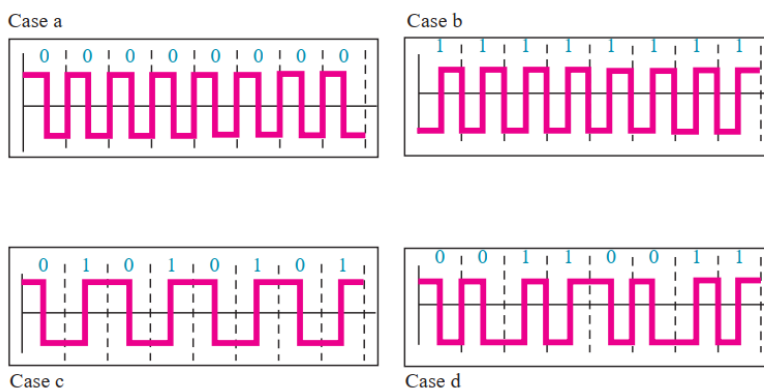 Case a
0 0 0 0 0 0 0 0
Case b
1 1 1 1 1 1 1 1
0 1 0 1 0 1 0 1
Case c
0 0 1 1 0 0 1 1
Case d